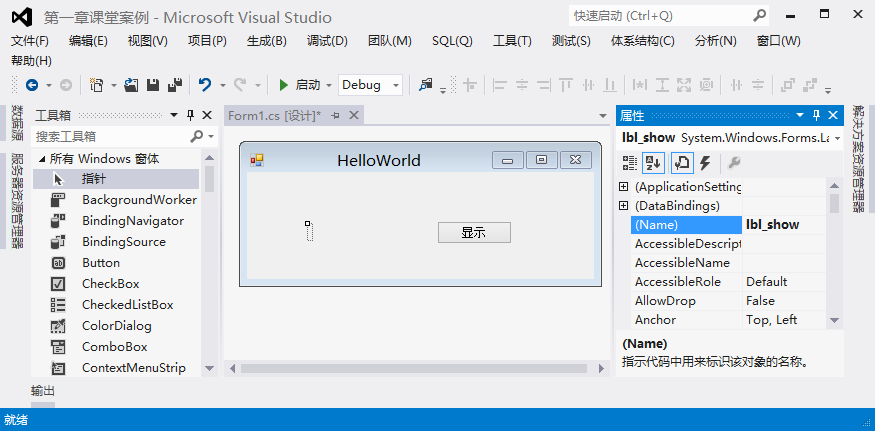 第一章课堂案例 - Microsoft Visual Studio
快速启动 (Ctrl+Q)
文件(F) 编辑(E) 视图(V) 项目(P) 生成(B) 调试(D) 团队(M) SQL(Q) 工具(T) 测试(S) 体系结构(C) 分析(N) 窗口(W)
帮助(H)
启动 Debug
数据源
服务器资源管理器
工具箱
搜索工具箱
所有 Windows 窗体
指针
BackgroundWorker
BindingNavigator
BindingSource
Button
CheckBox
CheckedListBox
ColorDialog
ComboBox
ContextMenuStrip
Form1.cs [设计]*
HelloWorld
显示
属性
lbl_show System.Windows.Forms.La
(ApplicationSetting
(DataBindings)
(Name) lbl_show
AccessibleDescript
AccessibleName
AccessibleRole Default
AllowDrop False
Anchor Top, Left
(Name)
指示代码中用来标识该对象的名称。
解决方案资源管理器
输出
就绪